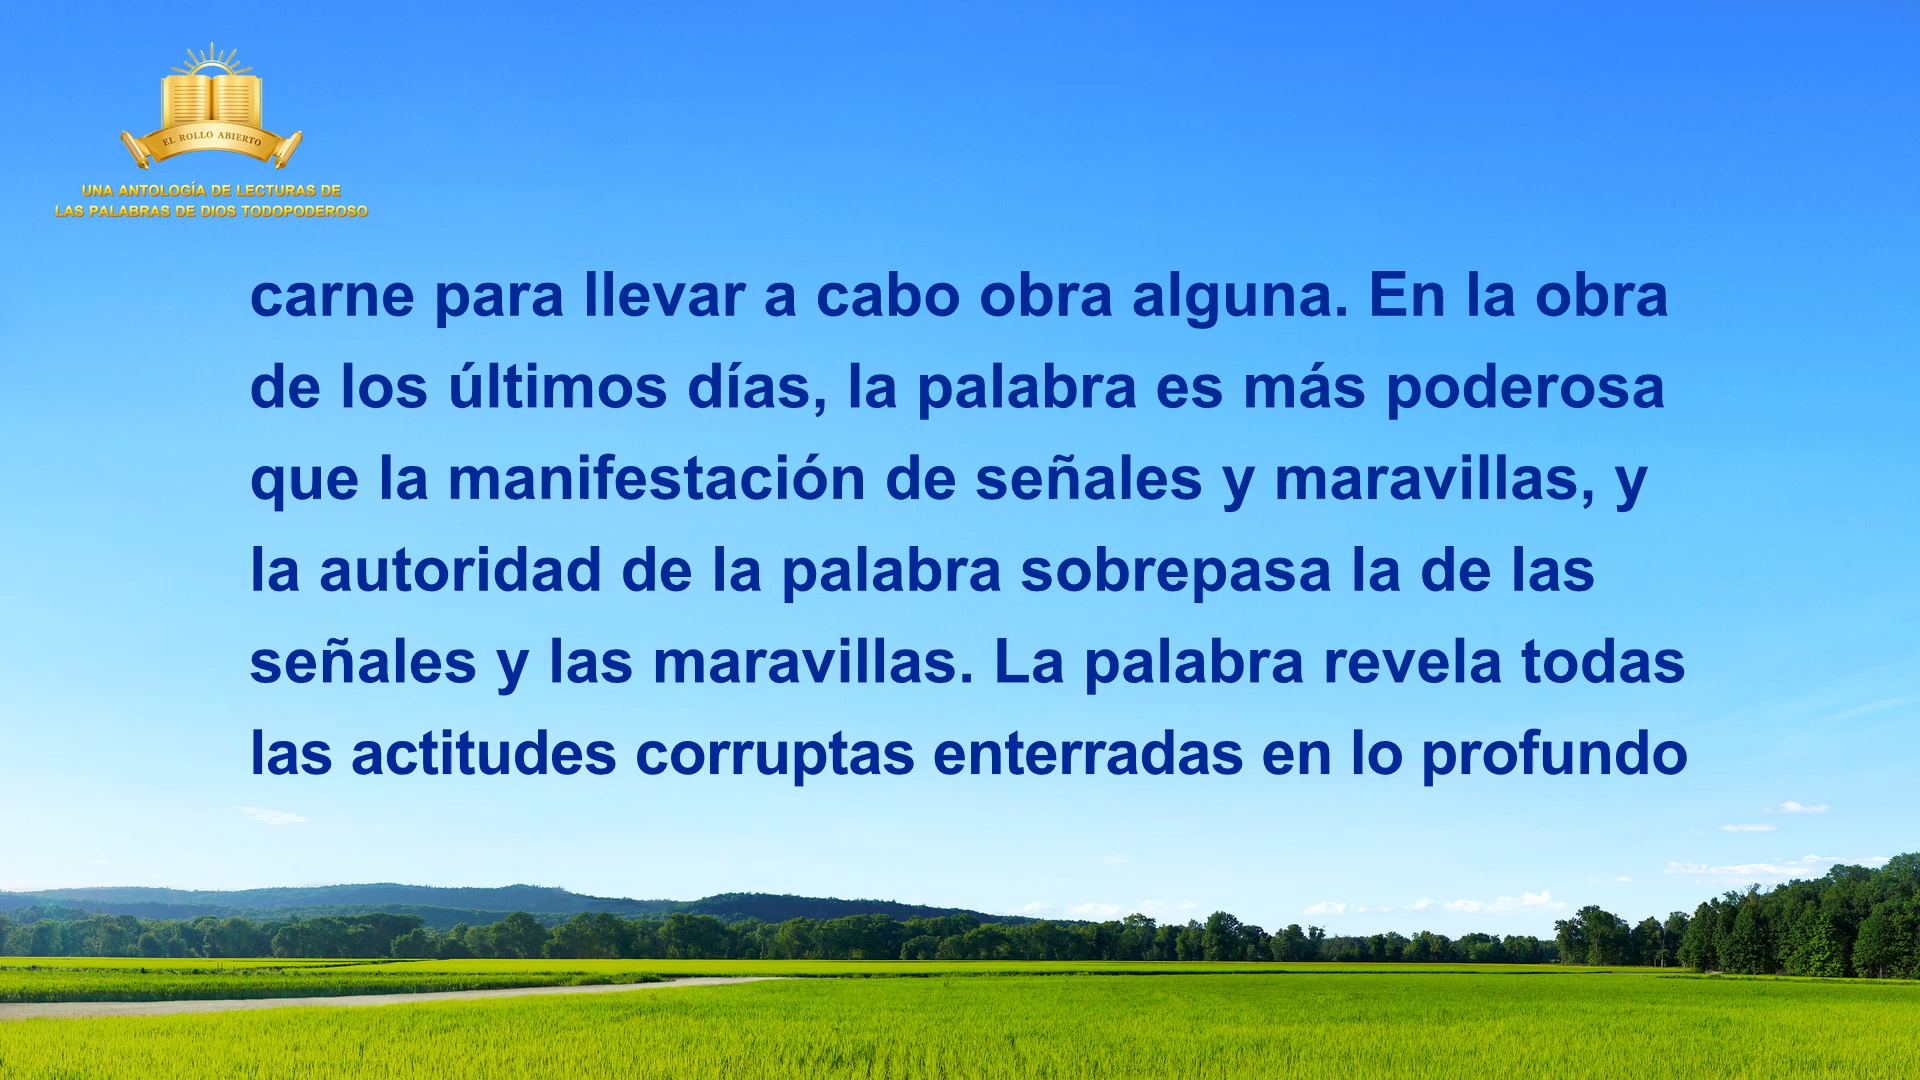 EL ROLLO ABIERTO
UNA ANTOLOGÍA DE LECTURAS DE
LAS PALABRAS DE DIOS TODOPODEROSO
carne para llevar a cabo obra alguna. En la obra
de los últimos días, la palabra es más poderosa
que la manifestación de señales y maravillas, y
la autoridad de la palabra sobrepasa la de las
señales y las maravillas. La palabra revela todas
las actitudes corruptas enterradas en lo profundo